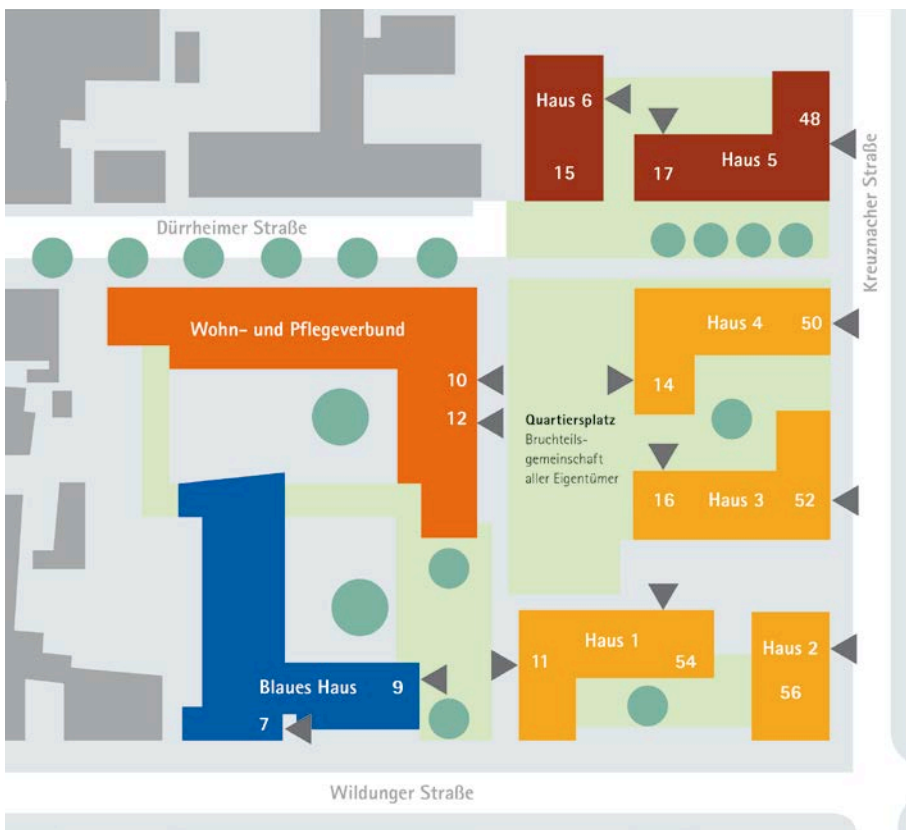 Haus 6
48
15
17
Haus 5
Dürrheimer Straße
Kreuznacher Straße
Wohn- und Pflegeverbund
Haus 4
50
10
14
12
Quartiersplatz
Bruchteils-
gemeinschaft
aller Eigentümer
16
Haus 3
52
11
Haus 1
54
Haus 2
56
Blaues Haus
9
7
Wildunger Straße